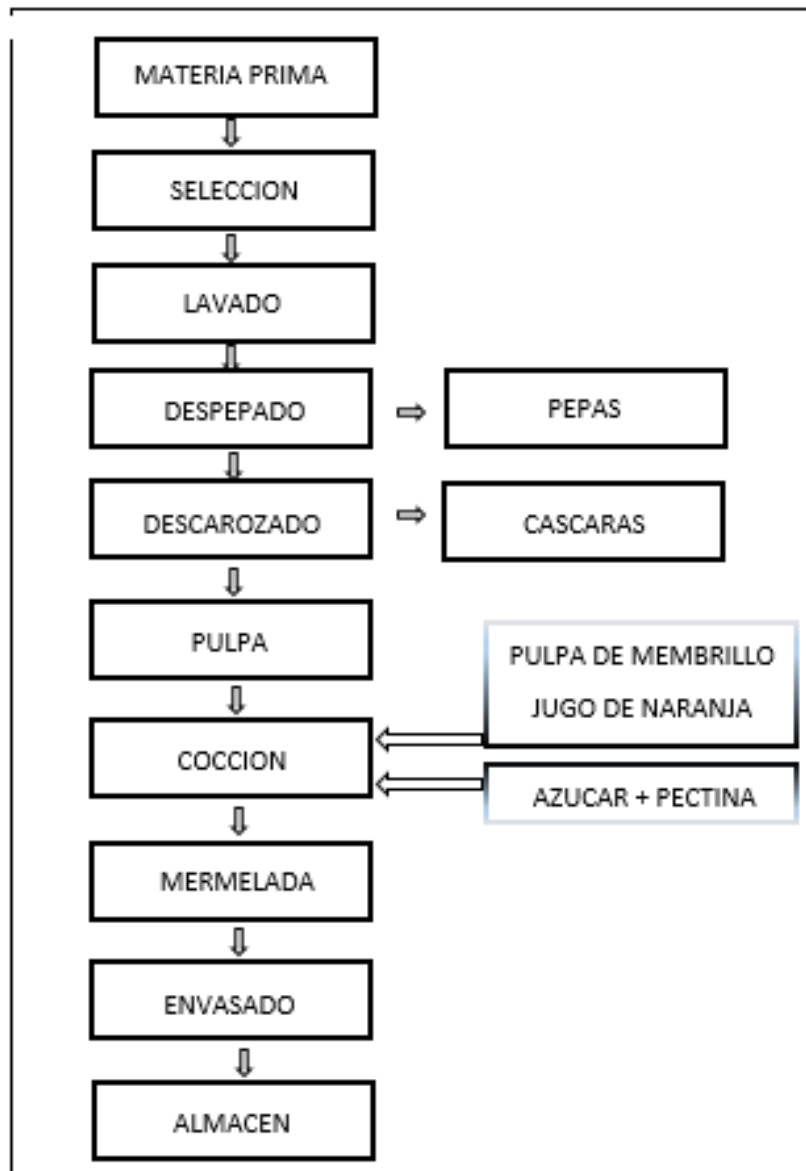 MATERIA PRIMA
SELECCION
LAVADO
DESPEPADO
PEPAS
DESCAROZADO
CASCARAS
PULPA
PULPA DE MEMBRILLO
JUGO DE NARANJA
COCCION
AZUCAR + PECTINA
MERMELADA
ENVASADO
ALMACEN